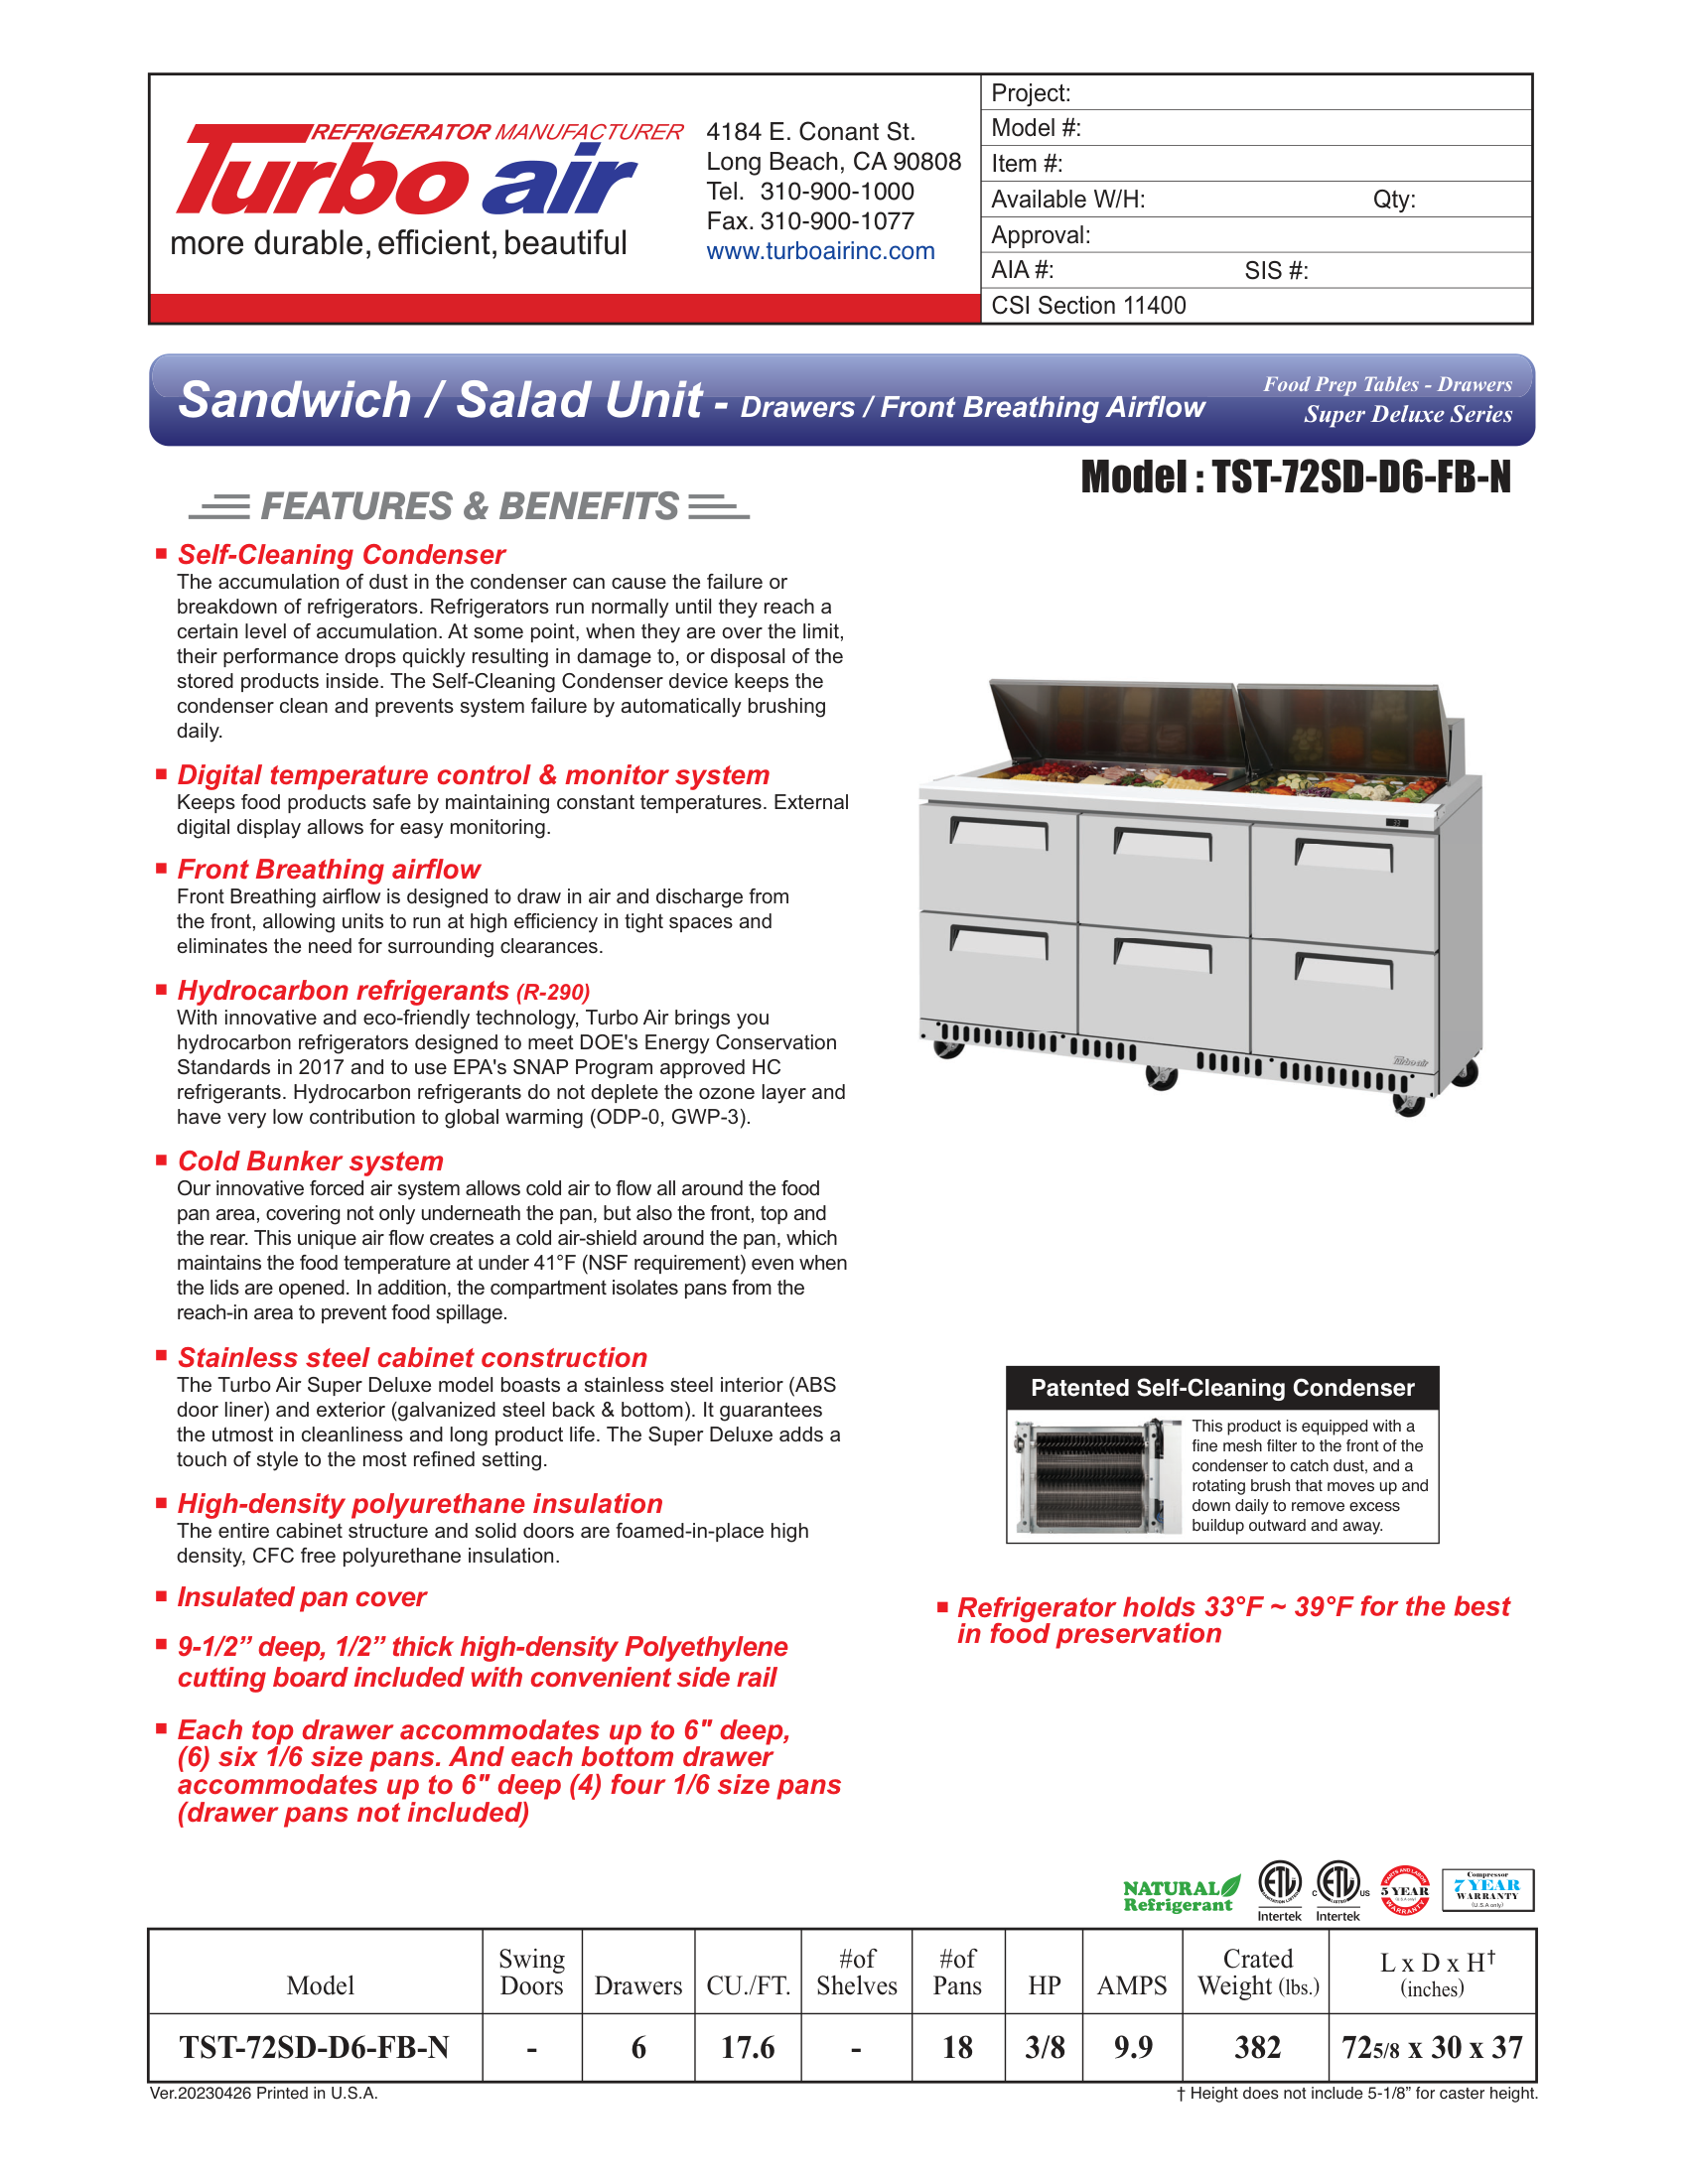 REFRIGERATOR MANUFACTURER
Turbo air
more durable, efficient, beautiful
4184 E. Conant St.
Long Beach, CA 90808
Tel. 310-900-1000
Fax. 310-900-1077
www.turboairinc.com
Project:
Model #:
Item #:
Available W/H: Qty:
Approval:
AIA #: SIS #:
CSI Section 11400
Sandwich / Salad Unit - Drawers / Front Breathing Airflow
Food Prep Tables - Drawers
Super Deluxe Series
Model : TST-72SD-D6-FB-N
FEATURES & BENEFITS
Self-Cleaning Condenser
The accumulation of dust in the condenser can cause the failure or
breakdown of refrigerators. Refrigerators run normally until they reach a
certain level of accumulation. At some point, when they are over the limit,
their performance drops quickly resulting in damage to, or disposal of the
stored products inside. The Self-Cleaning Condenser device keeps the
condenser clean and prevents system failure by automatically brushing
daily.
Digital temperature control & monitor system
Keeps food products safe by maintaining constant temperatures. External
digital display allows for easy monitoring.
Front Breathing airflow
Front Breathing airflow is designed to draw in air and discharge from
the front, allowing units to run at high efficiency in tight spaces and
eliminates the need for surrounding clearances.
Hydrocarbon refrigerants (R-290)
With innovative and eco-friendly technology, Turbo Air brings you
hydrocarbon refrigerators designed to meet DOE's Energy Conservation
Standards in 2017 and to use EPA's SNAP Program approved HC
refrigerants. Hydrocarbon refrigerants do not deplete the ozone layer and
have very low contribution to global warming (ODP-0, GWP-3).
Cold Bunker system
Our innovative forced air system allows cold air to flow all around the food
pan area, covering not only underneath the pan, but also the front, top and
the rear. This unique air flow creates a cold air-shield around the pan, which
maintains the food temperature at under 41°F (NSF requirement) even when
the lids are opened. In addition, the compartment isolates pans from the
reach-in area to prevent food spillage.
Stainless steel cabinet construction
The Turbo Air Super Deluxe model boasts a stainless steel interior (ABS
door liner) and exterior (galvanized steel back & bottom). It guarantees
the utmost in cleanliness and long product life. The Super Deluxe adds a
touch of style to the most refined setting.
High-density polyurethane insulation
The entire cabinet structure and solid doors are foamed-in-place high
density, CFC free polyurethane insulation.
Insulated pan cover
9-1/2” deep, 1/2” thick high-density Polyethylene
cutting board included with convenient side rail
Each top drawer accommodates up to 6" deep,
(6) six 1/6 size pans. And each bottom drawer
accommodates up to 6" deep (4) four 1/6 size pans
(drawer pans not included)
Turbo air
Patented Self-Cleaning Condenser
This product is equipped with a
fine mesh filter to the front of the
condenser to catch dust, and a
rotating brush that moves up and
down daily to remove excess
buildup outward and away.
Refrigerator holds 33°F ~ 39°F for the best
in food preservation
NATURAL
Refrigerant
ETL
Intertek
C ETL US
Intertek
PARTS AND LABOR
5 YEAR
WARRANTY
Compressor
7 YEAR
WARRANTY
(U.S.A only)
Model Swing Doors Drawers CU./FT. #of Shelves #of Pans HP AMPS Crated Weight (lbs.) L x D x H† (inches)
TST-72SD-D6-FB-N - 6 17.6 - 18 3/8 9.9 382 72 5/8 x 30 x 37
Ver.20230426 Printed in U.S.A.
† Height does not include 5-1/8” for caster height.